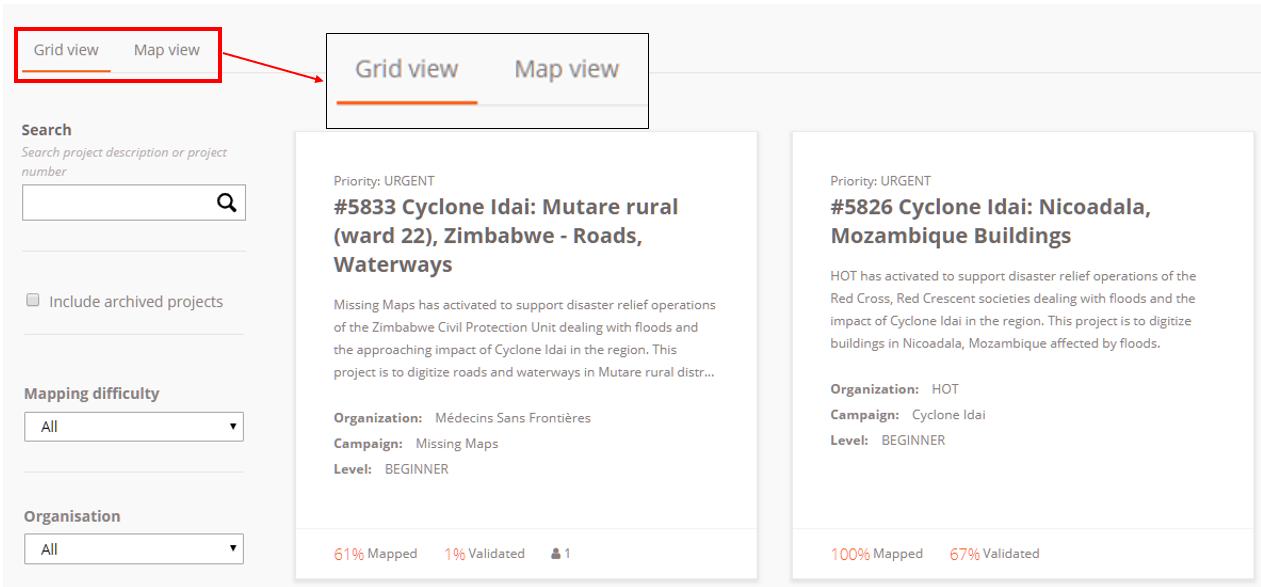 Grid view Map view
Grid view Map view
Search
Search project description or project
number
Include archived projects
Mapping difficulty
All
Organisation
All
Priority: URGENT
#5833 Cyclone Idai: Mutare rural
(ward 22), Zimbabwe - Roads,
Waterways
Missing Maps has activated to support disaster relief operations
of the Zimbabwe Civil Protection Unit dealing with floods and
the approaching impact of Cyclone Idai in the region. This
project is to digitize roads and waterways in Mutare rural distr...
Organization: Médecins Sans Frontières
Campaign: Missing Maps
Level: BEGINNER
61% Mapped 1% Validated 1
Priority: URGENT
#5826 Cyclone Idai: Nicoadala,
Mozambique Buildings
HOT has activated to support disaster relief operations of the
Red Cross, Red Crescent societies dealing with floods and the
impact of Cyclone Idai in the region. This project is to digitize
buildings in Nicoadala, Mozambique affected by floods.
Organization: HOT
Campaign: Cyclone Idai
Level: BEGINNER
100% Mapped 67% Validated